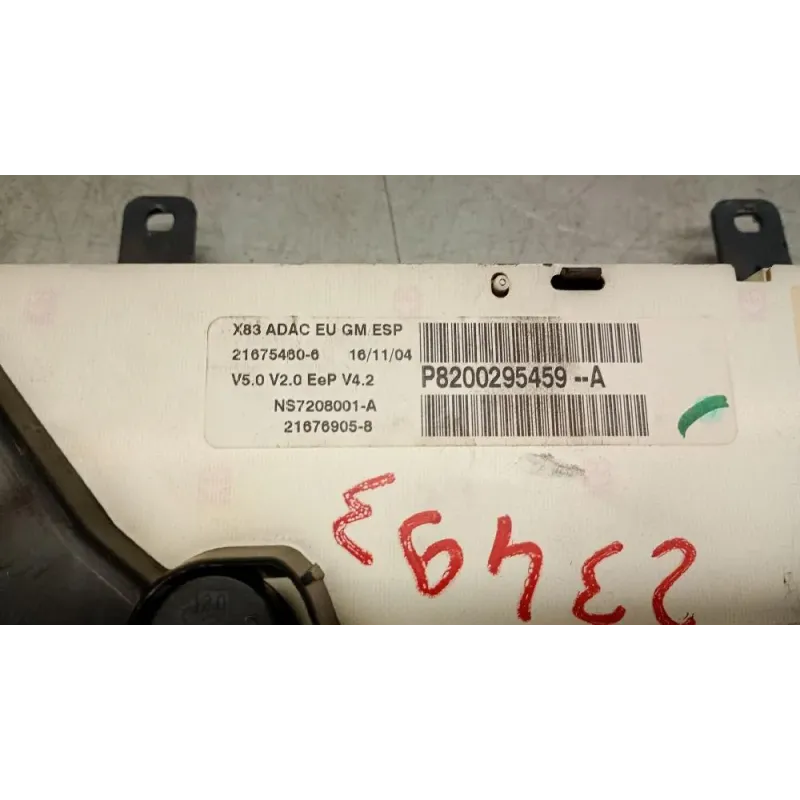 X83 ADAC EU GM ESP
21675460-6 16/11/04
V5.0 V2.0 EeP V4.2
P8200295459 --A
NS7208001-A
21676905-8